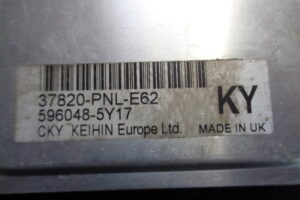 37820-PNL-E62
596048-5Y17
KY
CKY KEIHIN Europe Ltd. MADE IN UK